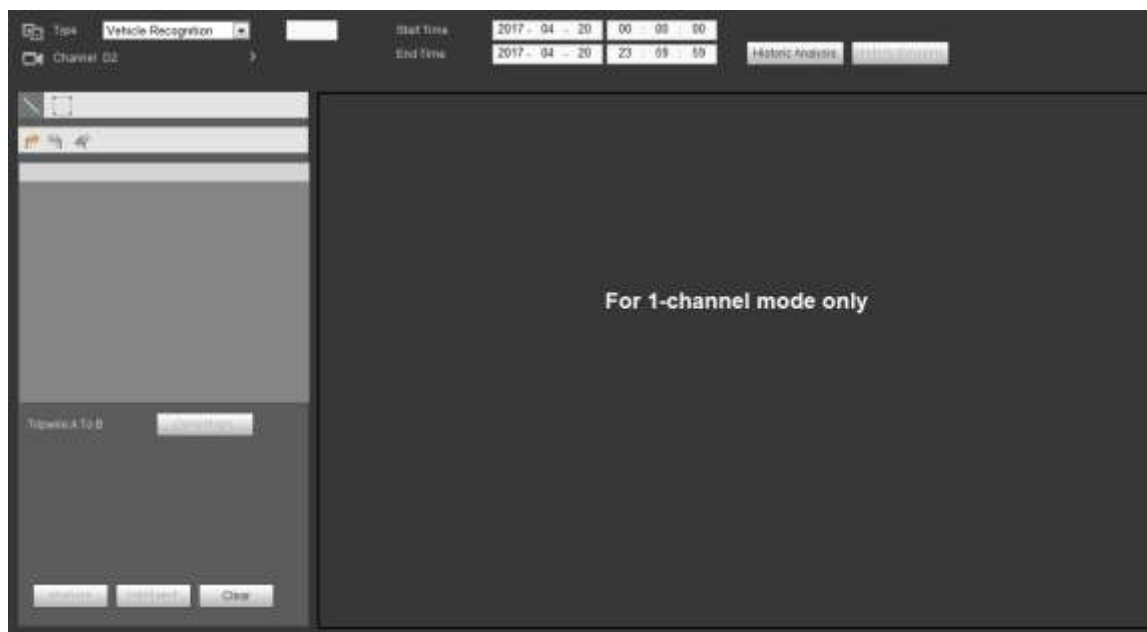 Type Vehicle Recognition
Start Time 2017 - 04 - 20 00 : 00 : 00
Channel D2
End Time 2017 - 04 - 20 23 : 59 : 59
Historic Analysis
For 1-channel mode only
Tripwire A To B
Clear